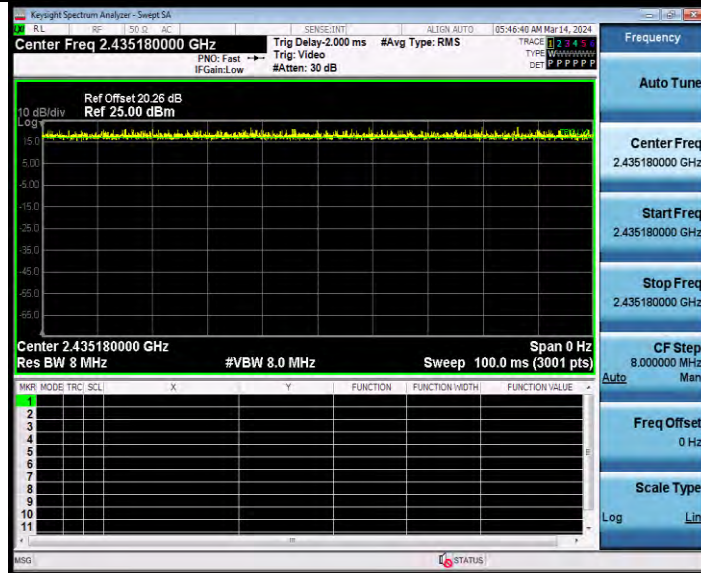 Keysight Spectrum Analyzer - Swept SA
RL RF 50 Ω AC SENSE:INT ALIGN AUTO 05:46:40 AM Mar 14, 2024
Center Freq 2.435180000 GHz
PNO: Fast
IFGain:Low
Trig Delay-2.000 ms
Trig: Video
#Atten: 30 dB
#Avg Type: RMS
TRACE 1 2 3 4 5 6
TYPE
DET P P P P P P
Ref Offset 20.26 dB
10 dB/div Ref 25.00 dBm
Log
15.0
5.00
-5.00
-15.0
-25.0
-35.0
-45.0
-55.0
-65.0
Center 2.435180000 GHz Span 0 Hz
Res BW 8 MHz #VBW 8.0 MHz Sweep 100.0 ms (3001 pts)
MKR MODE TRC SCL X Y FUNCTION FUNCTION WIDTH FUNCTION VALUE
1
2
3
4
5
6
7
8
9
10
11
MSG STATUS
Frequency
Auto Tune
Center Freq
2.435180000 GHz
Start Freq
2.435180000 GHz
Stop Freq
2.435180000 GHz
CF Step
8.000000 MHz
Auto Man
Freq Offset
0 Hz
Scale Type
Log Lin